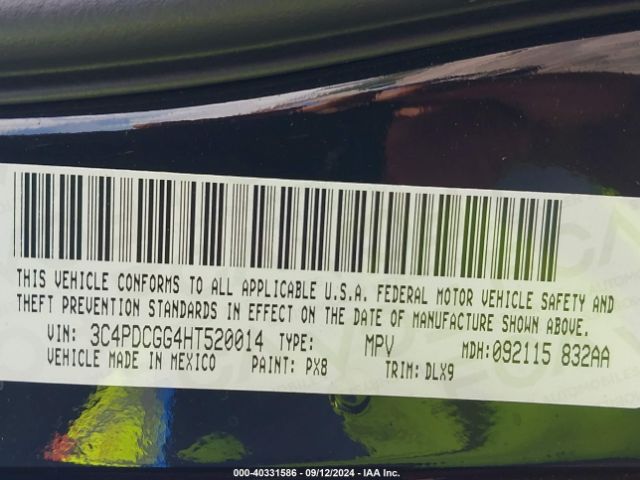 THIS VEHICLE CONFORMS TO ALL APPLICABLE U.S.A. FEDERAL MOTOR VEHICLE SAFETY AND
THEFT PREVENTION STANDARDS IN EFFECT ON THE DATE OF MANUFACTURE SHOWN ABOVE.
VIN: 3C4PDCGG4HT520014 TYPE: MPV MDH:092115 832AA
VEHICLE MADE IN MEXICO PAINT: PX8 TRIM: DLX9
000-40331586 - 09/12/2024 - IAA Inc.